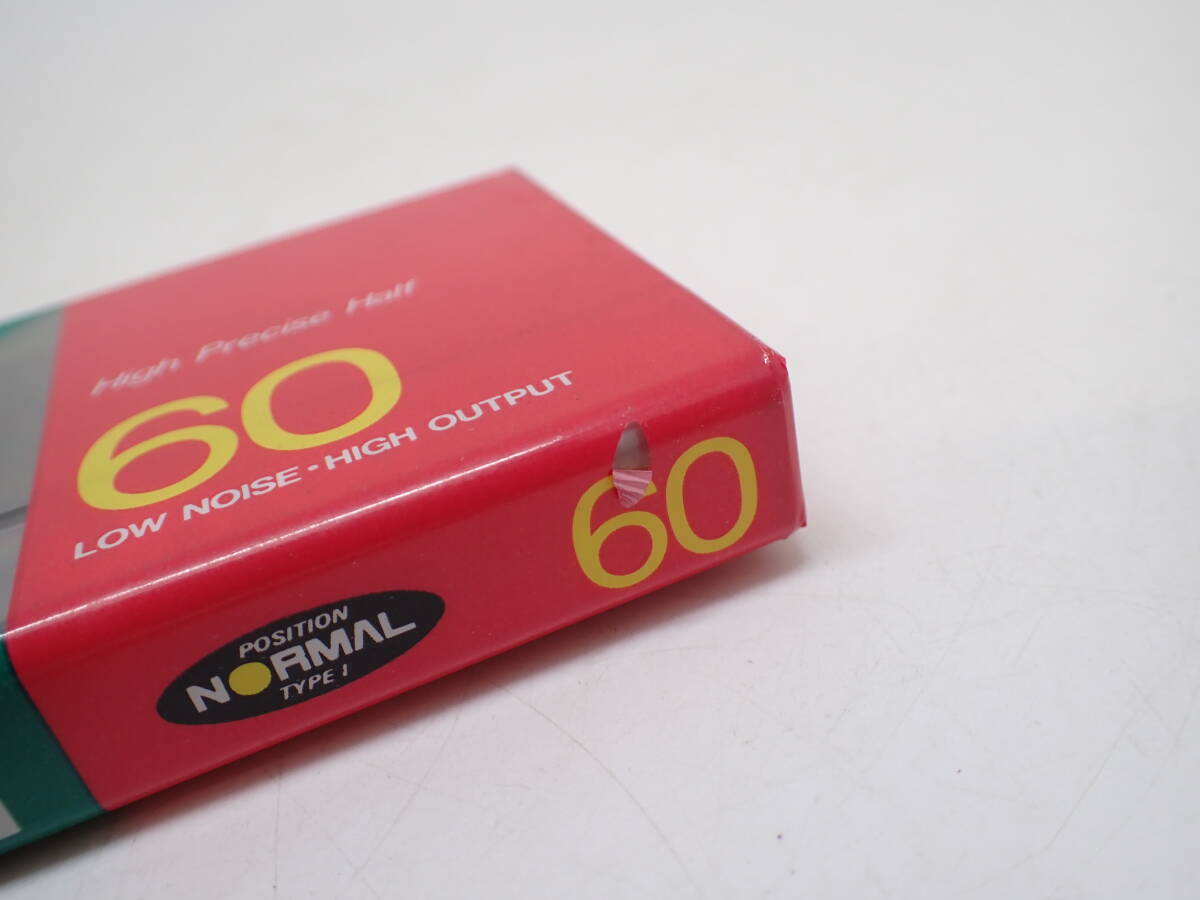 High Precise Half
60
LOW NOISE • HIGH OUTPUT
60
POSITION
NORMAL
TYPE I